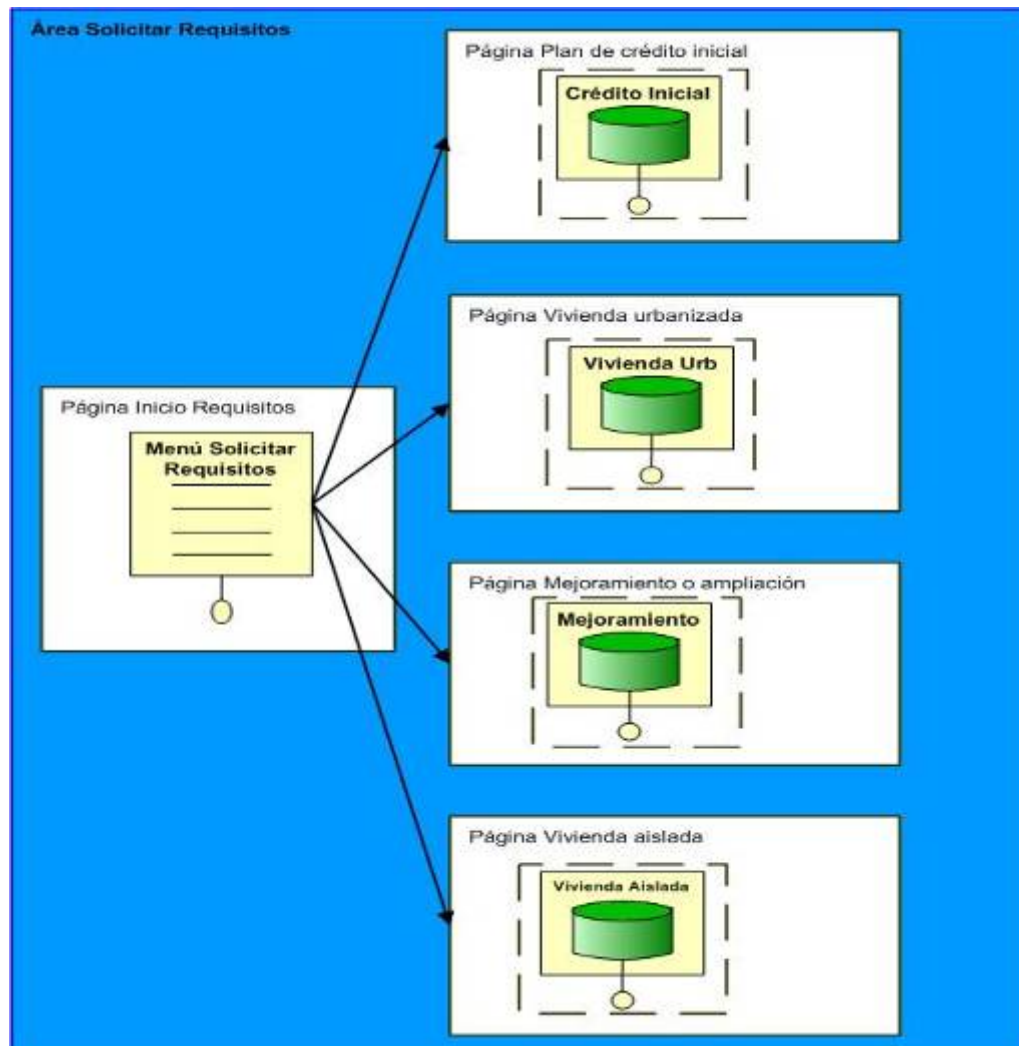 Área Solicitar Requisitos
Página Plan de crédito inicial
Crédito Inicial
Página Vivienda urbanizada
Vivienda Urb
Página Inicio Requisitos
Menú Solicitar
Requisitos
Página Mejoramiento o ampliación
Mejoramiento
Página Vivienda aislada
Vivienda Aislada